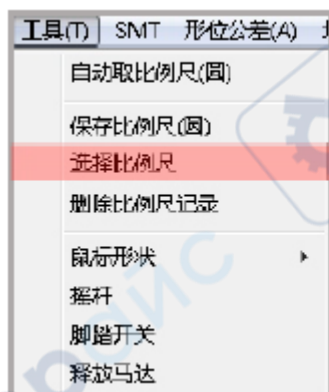 工具(T) SMT 形位公差(A)
自动取比例尺(圆)
保存比例尺(圆)
选择比例尺
删除比例尺记录
鼠标形状
摇杆
脚踏开关
释放马达